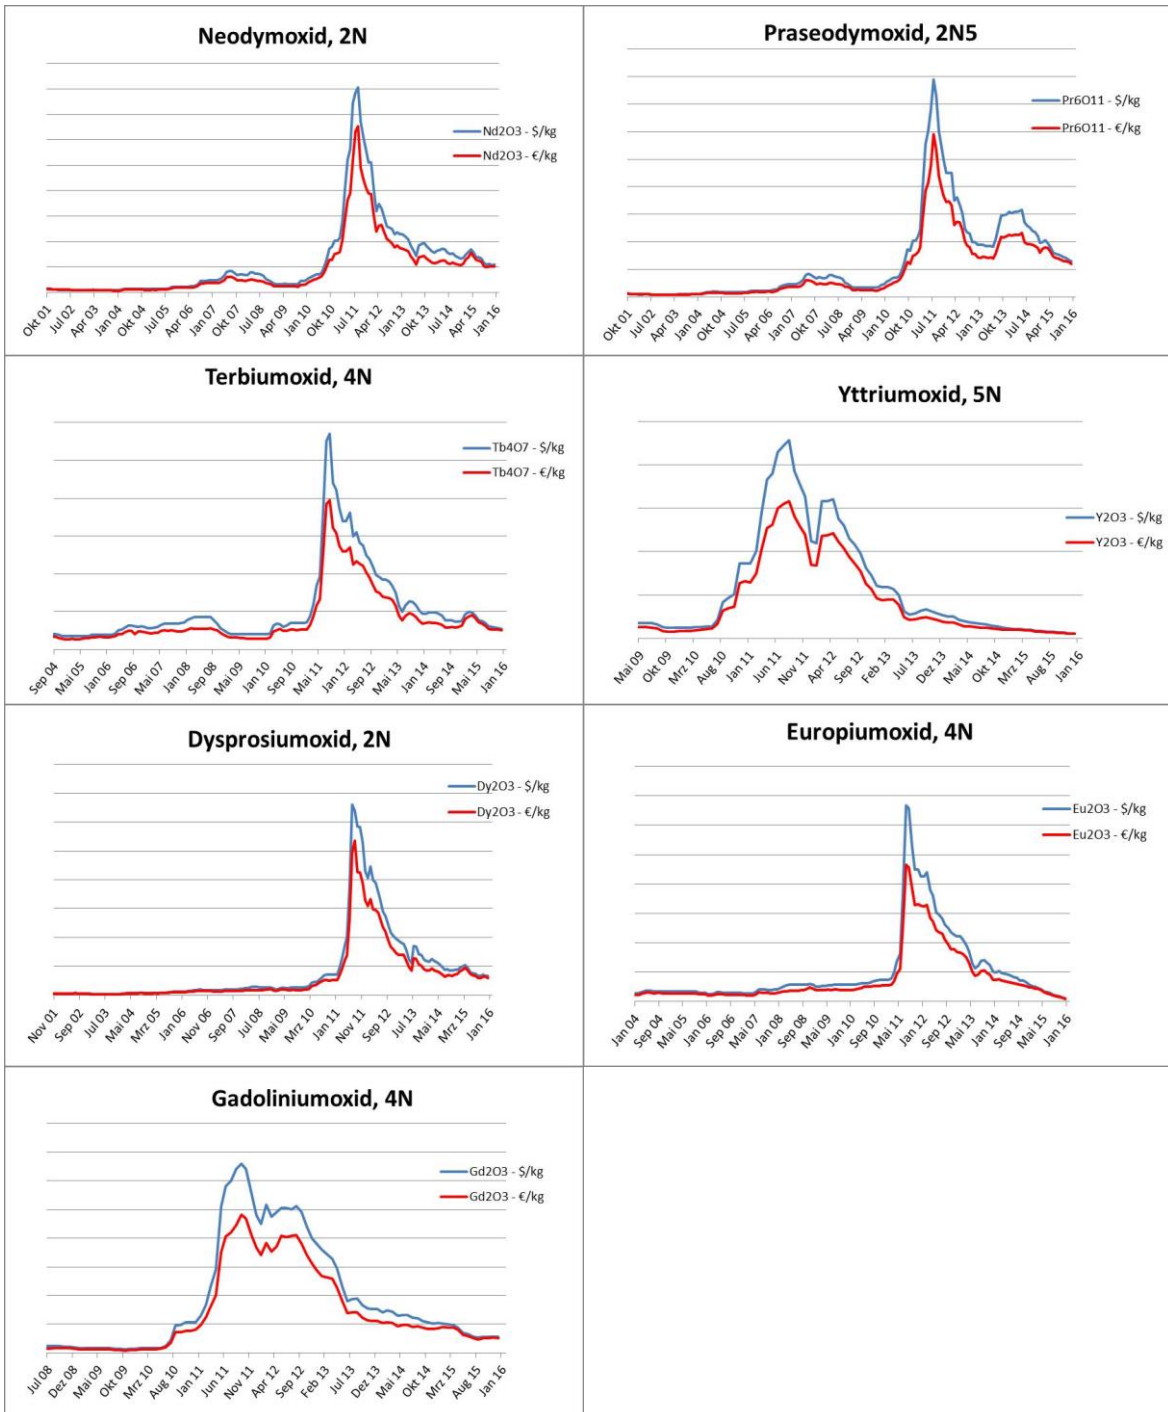 Neodymoxid, 2N
Nd2O3 - $/kg
Nd2O3 - €/kg
Okt 01
Jul 02
Apr 03
Jan 04
Okt 04
Jul 05
Apr 06
Jan 07
Okt 07
Jul 08
Apr 09
Jan 10
Okt 10
Jul 11
Apr 12
Jan 13
Okt 13
Jul 14
Apr 15
Jan 16
Praseodymoxid, 2N5
Pr6O11 - $/kg
Pr6O11 - €/kg
Okt 01
Jul 02
Apr 03
Jan 04
Okt 04
Jul 05
Apr 06
Jan 07
Okt 07
Jul 08
Apr 09
Jan 10
Okt 10
Jul 11
Apr 12
Jan 13
Okt 13
Jul 14
Apr 15
Jan 16
Terbiumoxid, 4N
Tb4O7 - $/kg
Tb4O7 - €/kg
Sep 04
Mai 05
Jan 06
Sep 06
Mai 07
Jan 08
Sep 08
Mai 09
Jan 10
Sep 10
Mai 11
Jan 12
Sep 12
Mai 13
Jan 14
Sep 14
Mai 15
Jan 16
Yttriumoxid, 5N
Y2O3 - $/kg
Y2O3 - €/kg
Mai 09
Okt 09
Mrz 10
Aug 10
Jan 11
Jun 11
Nov 11
Apr 12
Sep 12
Feb 13
Jul 13
Dez 13
Mai 14
Okt 14
Mrz 15
Aug 15
Jan 16
Dysprosiumoxid, 2N
Dy2O3 - $/kg
Dy2O3 - €/kg
Nov 01
Sep 02
Jul 03
Mai 04
Mrz 05
Jan 06
Nov 06
Sep 07
Jul 08
Mai 09
Mrz 10
Jan 11
Nov 11
Sep 12
Jul 13
Mai 14
Mrz 15
Jan 16
Europiumoxid, 4N
Eu2O3 - $/kg
Eu2O3 - €/kg
Jan 04
Sep 04
Mai 05
Jan 06
Sep 06
Mai 07
Jan 08
Sep 08
Mai 09
Jan 10
Sep 10
Mai 11
Jan 12
Sep 12
Mai 13
Jan 14
Sep 14
Mai 15
Jan 16
Gadoliniumoxid, 4N
Gd2O3 - $/kg
Gd2O3 - €/kg
Jul 08
Dez 08
Mai 09
Okt 09
Mrz 10
Aug 10
Jan 11
Jun 11
Nov 11
Apr 12
Sep 12
Feb 13
Jul 13
Dez 13
Mai 14
Okt 14
Mrz 15
Aug 15
Jan 16